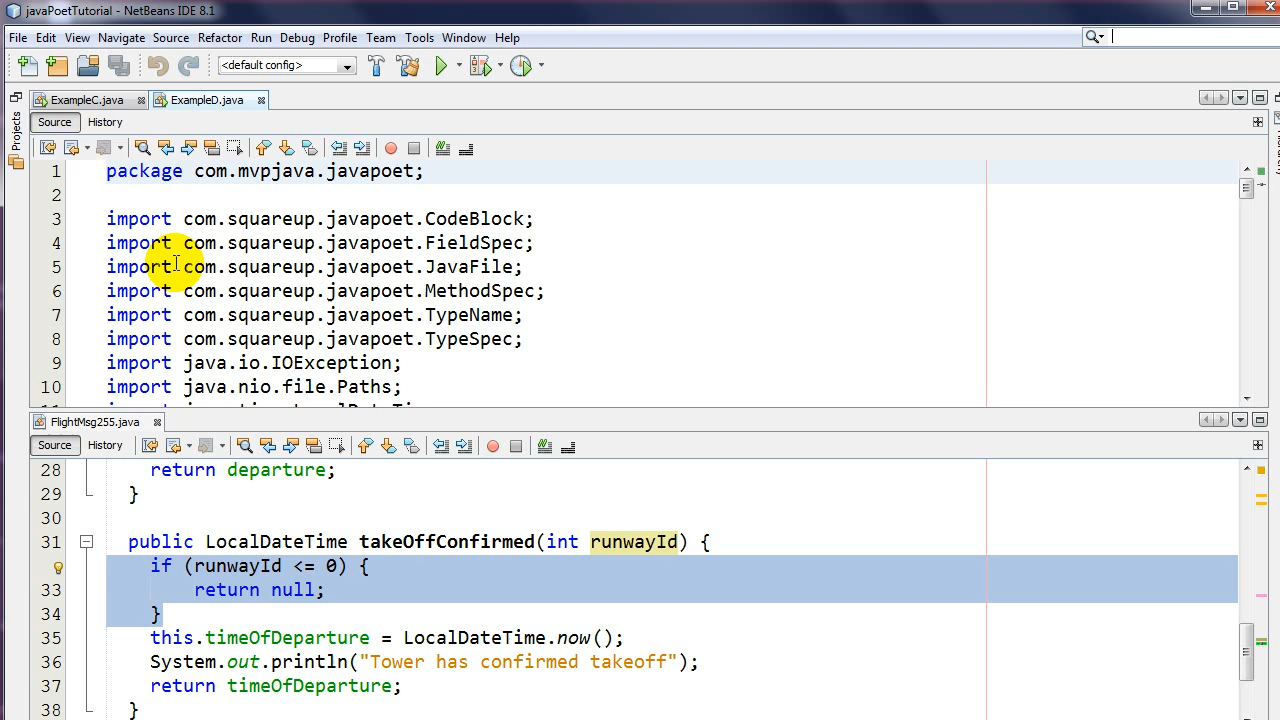 javaPoetTutorial - NetBeans IDE 8.1
File Edit View Navigate Source Refactor Run Debug Profile Team Tools Window Help
<default config>
Projects
ExampleC.java ExampleD.java
Source History
1 package com.mvpjava.javapoet;
2
3 import com.squareup.javapoet.CodeBlock;
4 import com.squareup.javapoet.FieldSpec;
5 import com.squareup.javapoet.JavaFile;
6 import com.squareup.javapoet.MethodSpec;
7 import com.squareup.javapoet.TypeName;
8 import com.squareup.javapoet.TypeSpec;
9 import java.io.IOException;
10 import java.nio.file.Paths;
FlightMsg255.java
Source History
28 return departure;
29 }
30
31 public LocalDateTime takeOffConfirmed(int runwayId) {
if (runwayId <= 0) {
33 return null;
34 }
35 this.timeOfDeparture = LocalDateTime.now();
36 System.out.println("Tower has confirmed takeoff");
37 return timeOfDeparture;
38 }